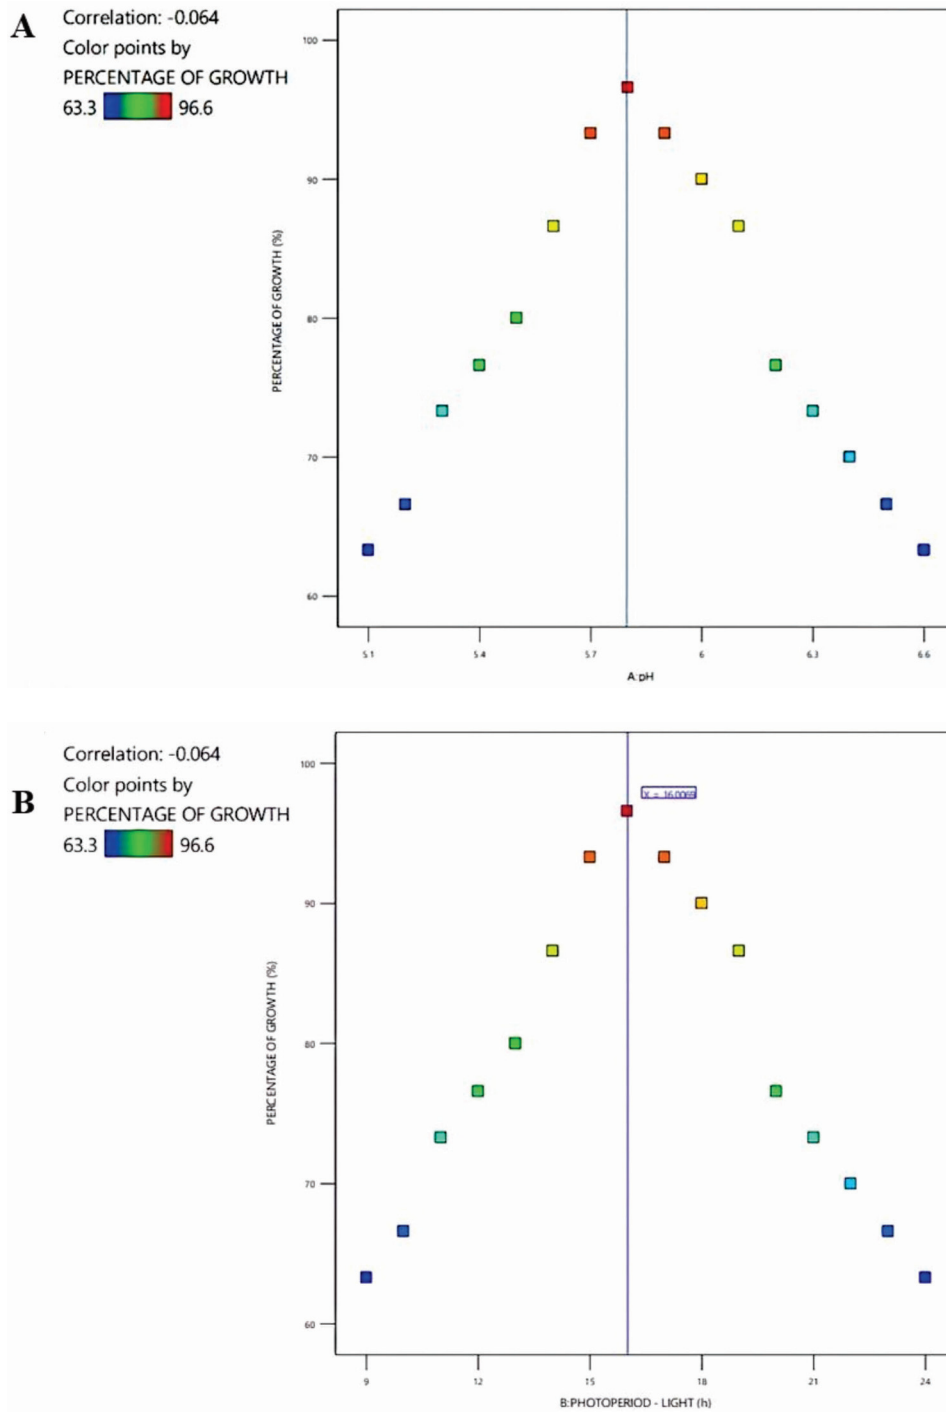 A
Correlation: -0.064
Color points by
PERCENTAGE OF GROWTH
63.3 96.6
100
90
80
70
60
PERCENTAGE OF GROWTH (%)
5.1 5.4 5.7 6 6.3 6.6
A:pH
B
Correlation: -0.064
Color points by
PERCENTAGE OF GROWTH
63.3 96.6
X = 16.0069
100
90
80
70
60
PERCENTAGE OF GROWTH (%)
9 12 15 18 21 24
B:PHOTOPERIOD - LIGHT (h)